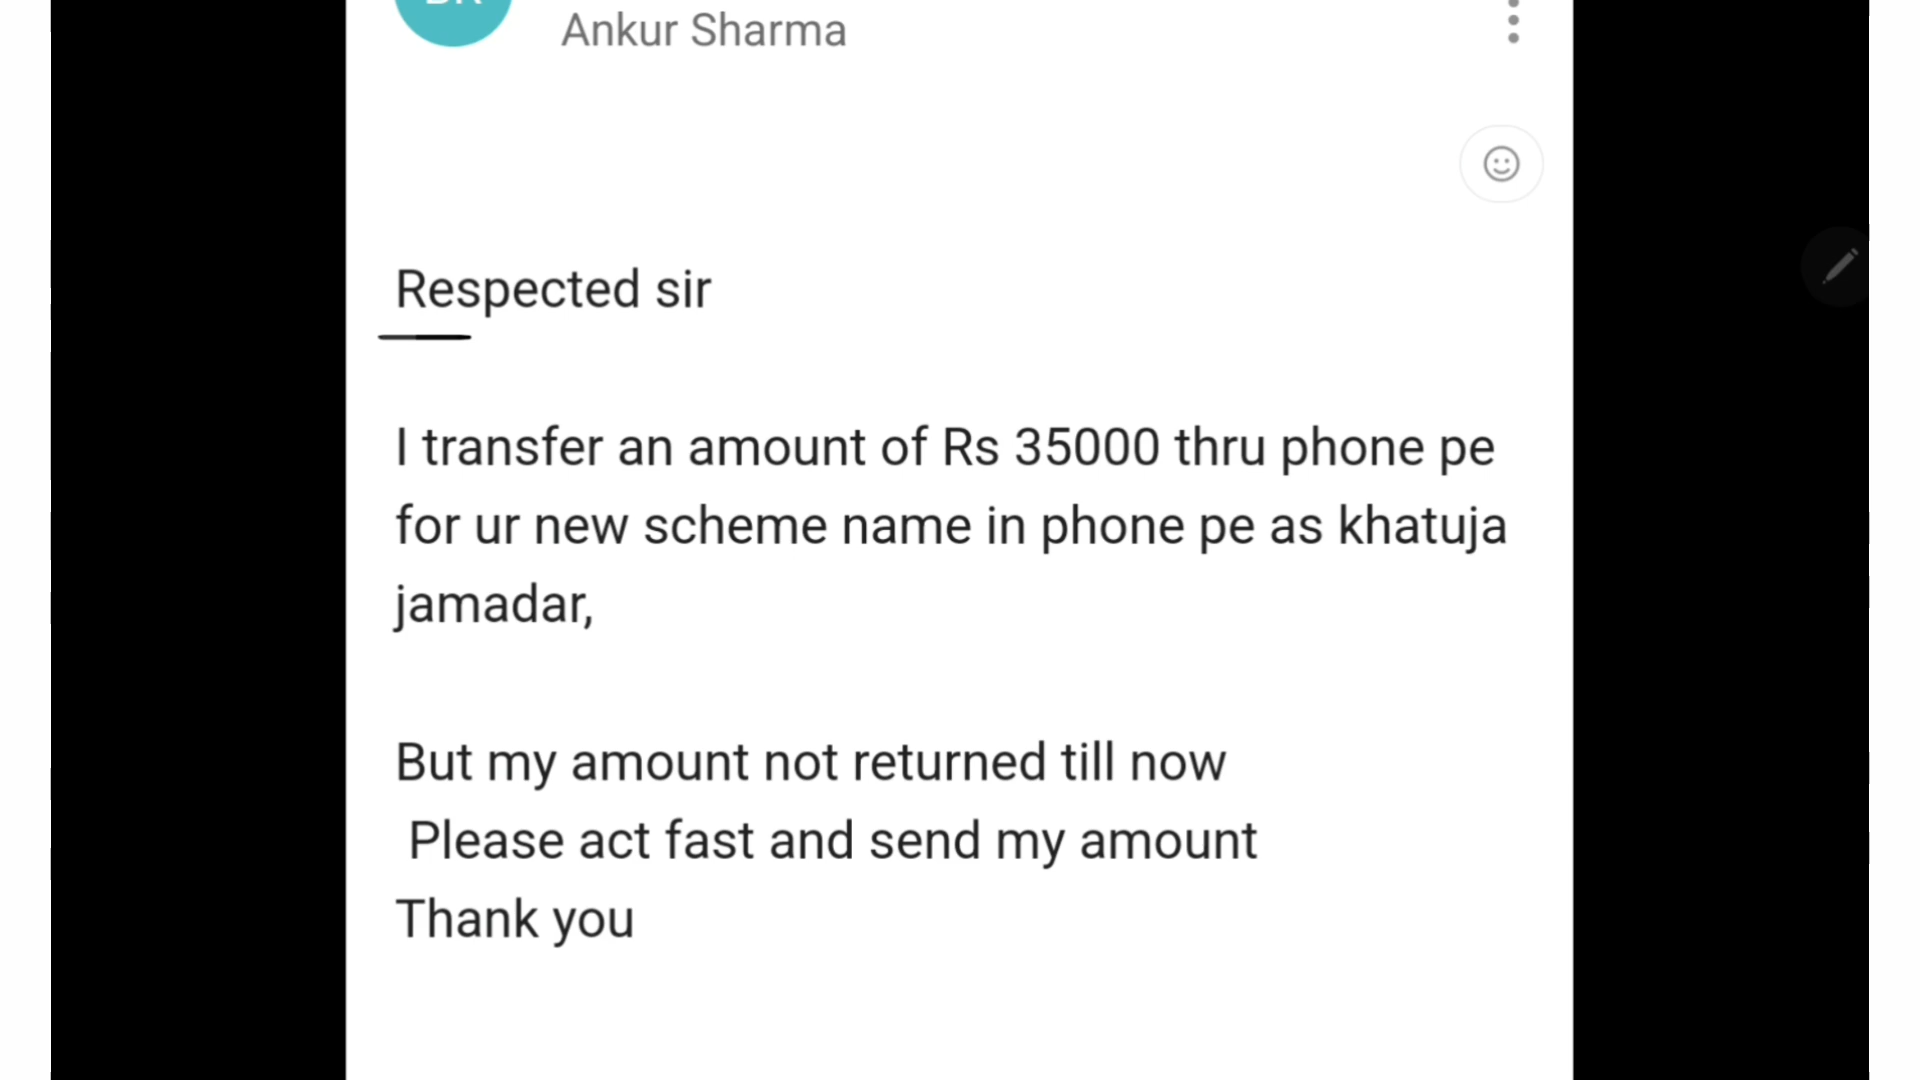 Ankur Sharma
Respected sir
I transfer an amount of Rs 35000 thru phone pe
for ur new scheme name in phone pe as khatuja
jamadar,
But my amount not returned till now
Please act fast and send my amount
Thank you